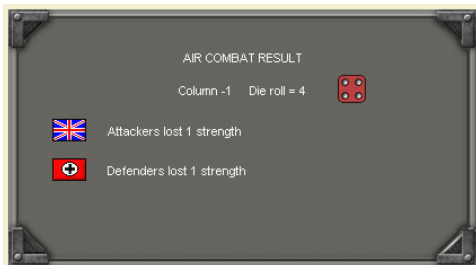 AIR COMBAT RESULT
Column -1 Die roll = 4
Attackers lost 1 strength
Defenders lost 1 strength